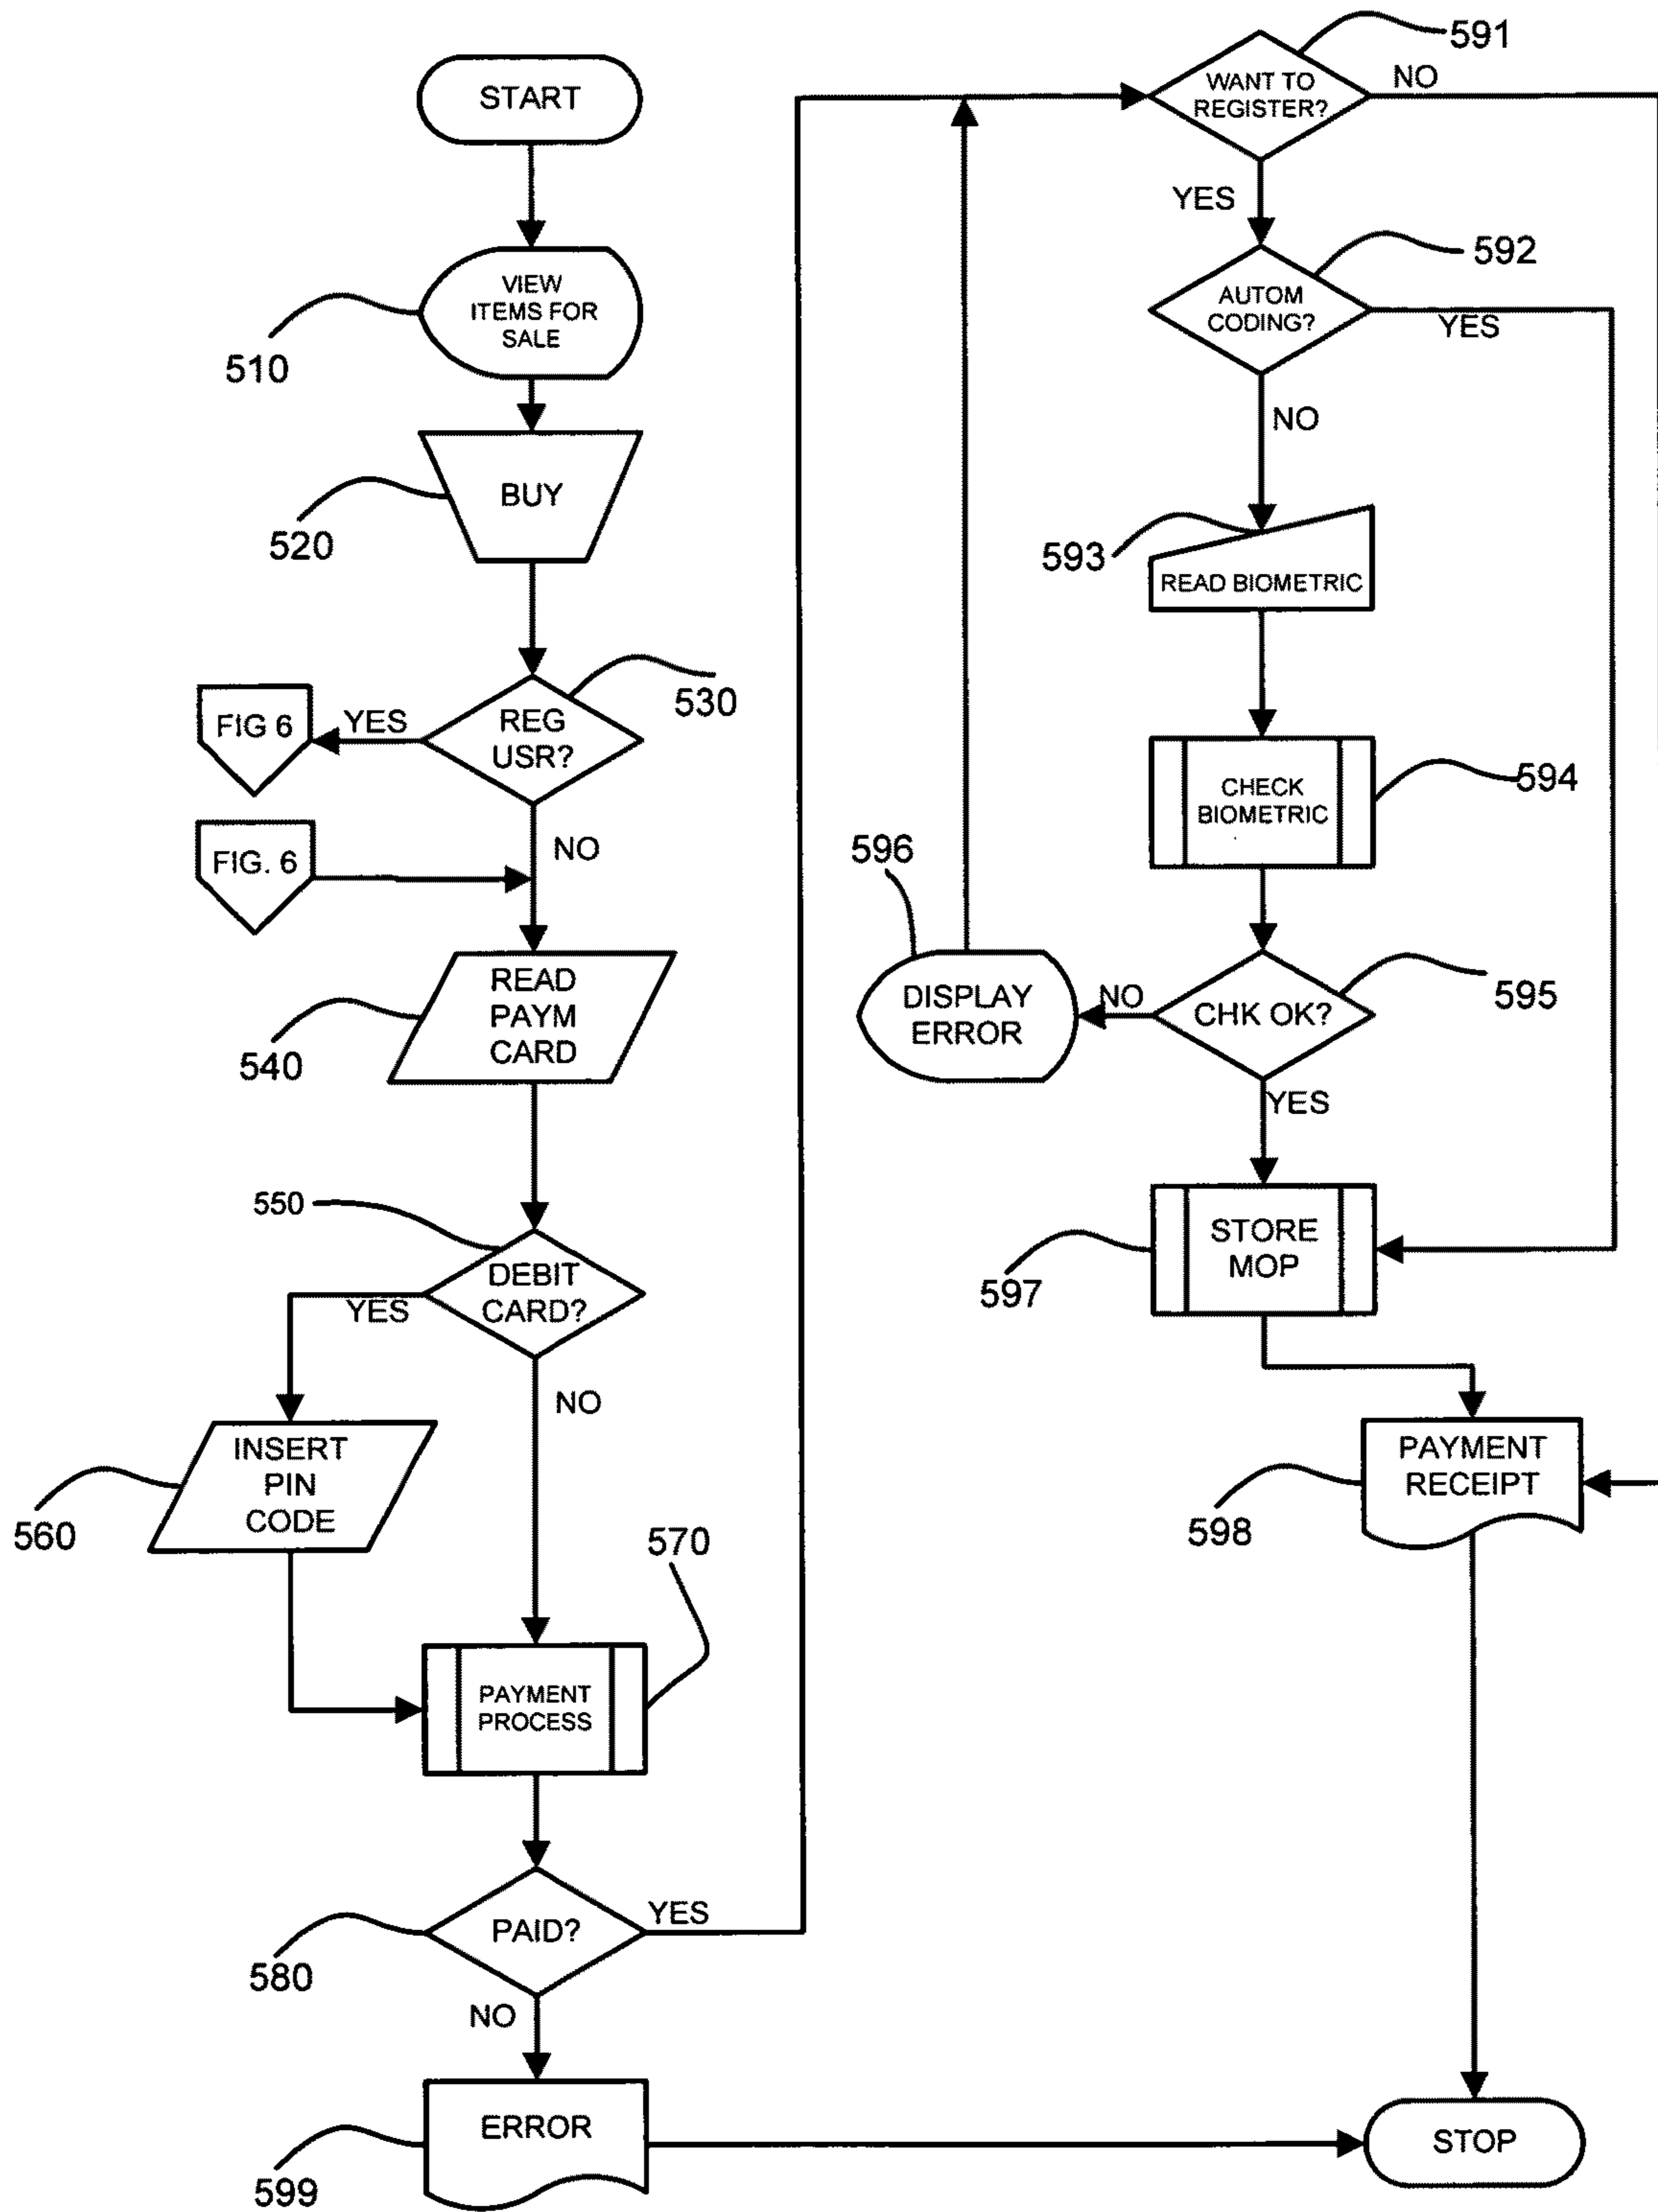 START
VIEW
ITEMS FOR
SALE
510
BUY
520
REG
USR?
530
YES
FIG 6
NO
FIG. 6
READ
PAYM
CARD
540
550
DEBIT
CARD?
YES
NO
INSERT
PIN
CODE
560
570
PAYMENT
PROCESS
PAID?
YES
580
NO
ERROR
599
591
WANT TO
REGISTER?
NO
YES
592
AUTOM
CODING?
YES
NO
593
READ BIOMETRIC
594
CHECK
BIOMETRIC
596
DISPLAY
ERROR
NO
CHK OK?
595
YES
STORE
MOP
597
PAYMENT
RECEIPT
598
STOP